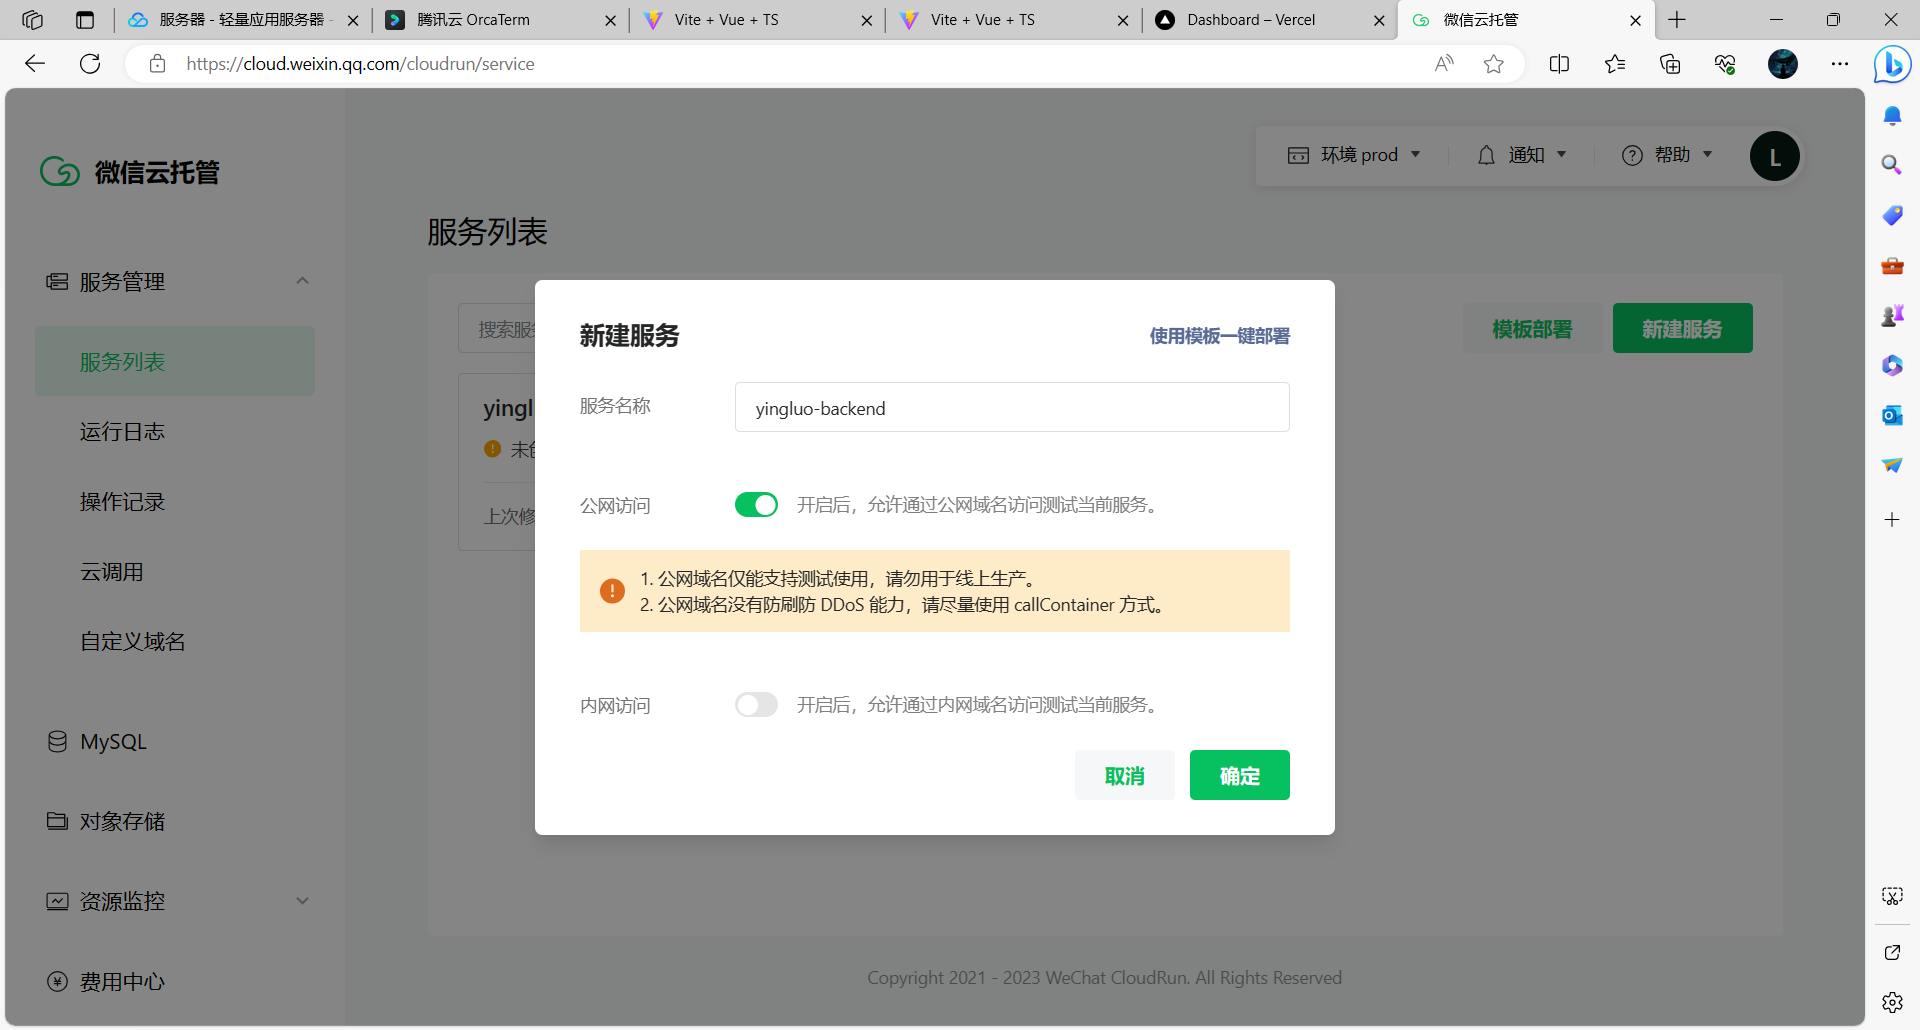 服务器 - 轻量应用服务器 -
腾讯云 OrcaTerm
Vite + Vue + TS
Vite + Vue + TS
Dashboard – Vercel
微信云托管
https://cloud.weixin.qq.com/cloudrun/service
微信云托管
环境 prod
通知
帮助
L
服务列表
服务管理
服务列表
运行日志
操作记录
云调用
自定义域名
MySQL
对象存储
资源监控
费用中心
搜索服
模板部署
新建服务
yingl
上次修
新建服务
使用模板一键部署
服务名称
yingluo-backend
公网访问
开启后，允许通过公网域名访问测试当前服务。
1. 公网域名仅能支持测试使用，请勿用于线上生产。
2. 公网域名没有防刷防 DDoS 能力，请尽量使用 callContainer 方式。
内网访问
开启后，允许通过内网域名访问测试当前服务。
取消
确定
Copyright 2021 - 2023 WeChat CloudRun. All Rights Reserved